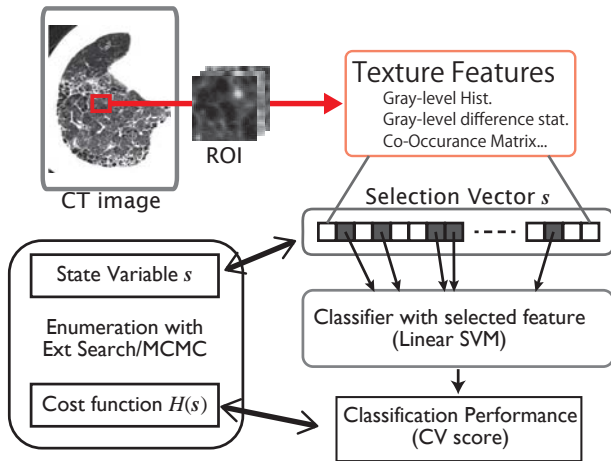 Texture Features
Gray-level Hist.
Gray-level difference stat.
Co-Occurance Matrix...
ROI
CT image
Selection Vector s
State Variable s
Enumeration with
Ext Search/MCMC
Cost function H(s)
Classifier with selected feature
(Linear SVM)
Classification Performance
(CV score)